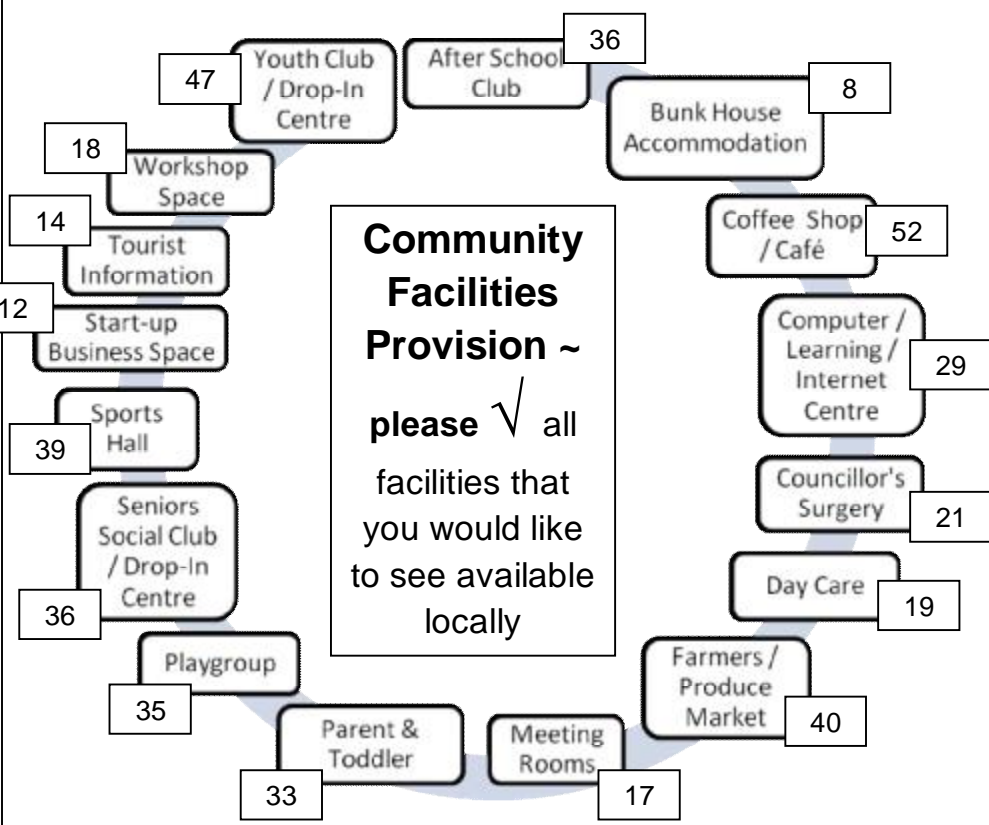 36
After School
Club
8
Bunk House
Accommodation
52
Coffee Shop
/ Café
29
Computer /
Learning /
Internet
Centre
21
Councillor's
Surgery
19
Day Care
40
Farmers /
Produce
Market
17
Meeting
Rooms
33
Parent &
Toddler
35
Playgroup
36
Seniors
Social Club
/ Drop-In
Centre
39
Sports
Hall
12
Start-up
Business Space
14
Tourist
Information
18
Workshop
Space
47
Youth Club
/ Drop-In
Centre
Community
Facilities
Provision ~
please √ all
facilities that
you would like
to see available
locally